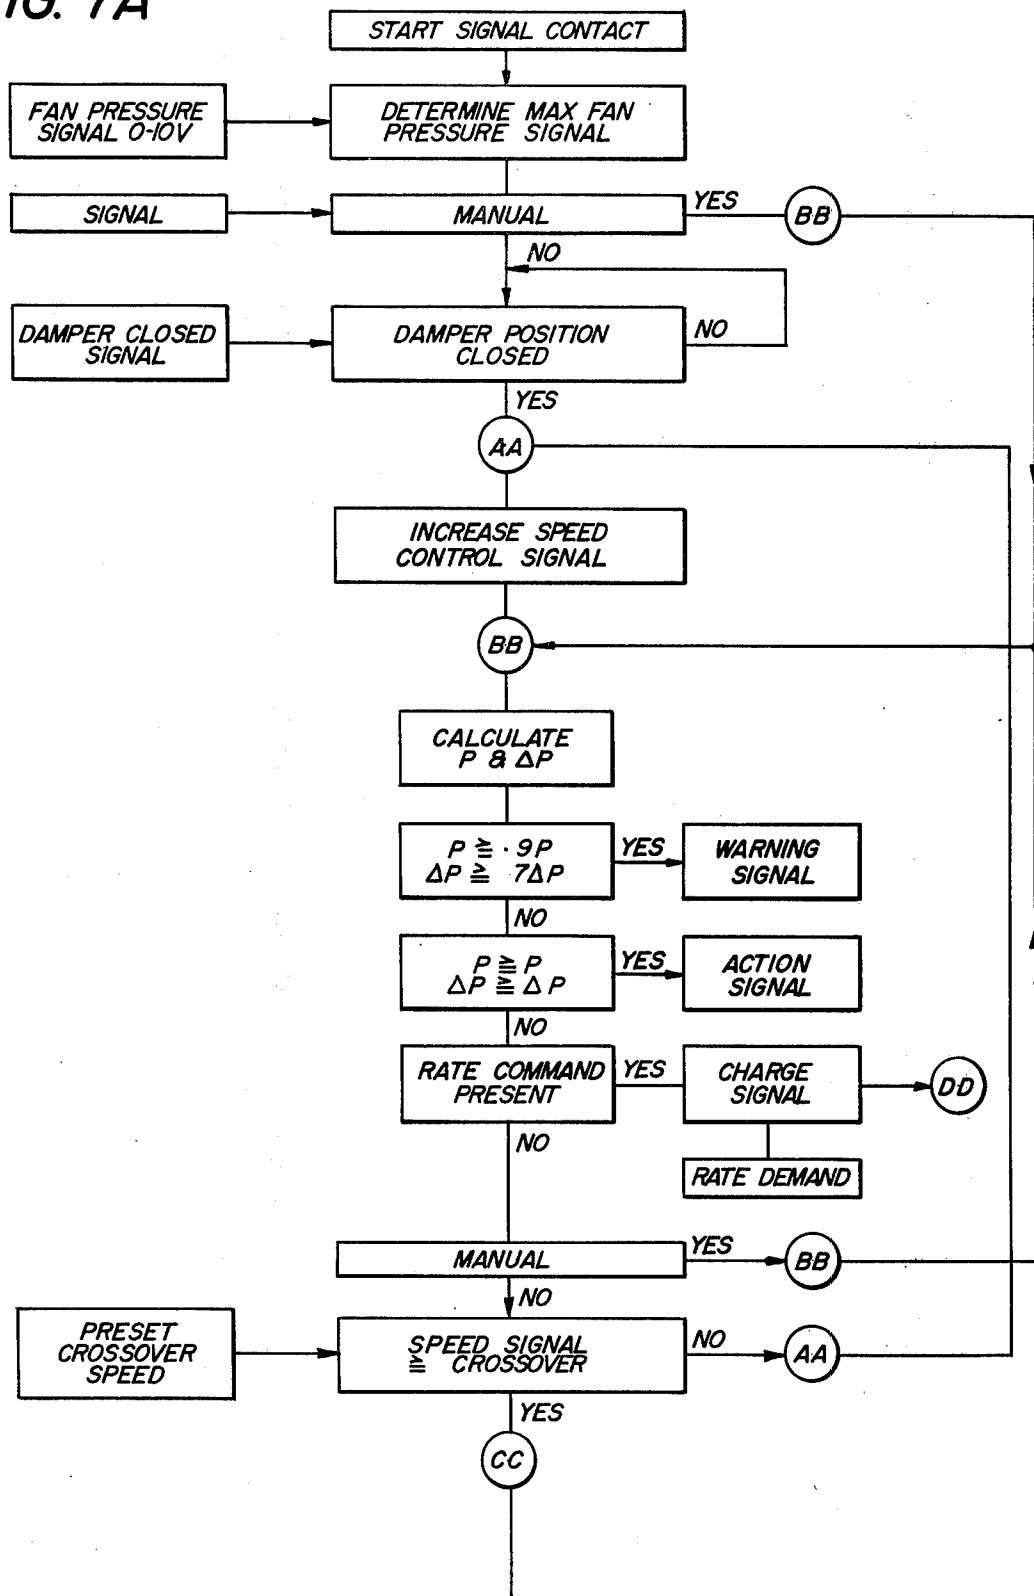 FIG. 7A
START SIGNAL CONTACT
FAN PRESSURE
SIGNAL 0-10V
DETERMINE MAX FAN
PRESSURE SIGNAL
SIGNAL
MANUAL
YES
BB
NO
DAMPER CLOSED
SIGNAL
DAMPER POSITION
CLOSED
NO
YES
AA
INCREASE SPEED
CONTROL SIGNAL
BB
CALCULATE
P & ΔP
P ≧ .9P
ΔP ≧ 7ΔP
YES
WARNING
SIGNAL
NO
P ≧ P
ΔP ≧ ΔP
YES
ACTION
SIGNAL
NO
RATE COMMAND
PRESENT
YES
CHARGE
SIGNAL
DD
NO
RATE DEMAND
MANUAL
YES
BB
NO
PRESET
CROSSOVER
SPEED
SPEED SIGNAL
≧ CROSSOVER
NO
AA
YES
CC